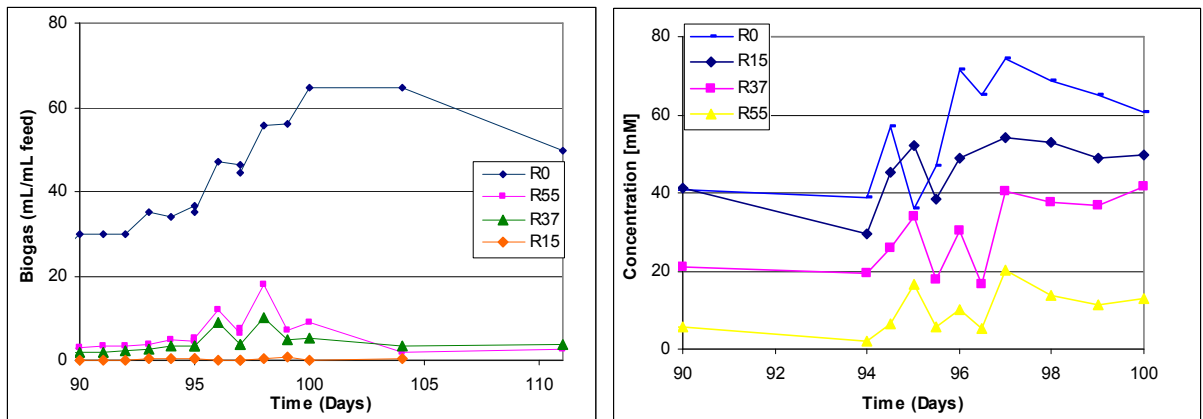 80
60
40
20
0
90
95
100
105
110
Biogas (mL/mL feed)
Time (Days)
R0
R55
R37
R15
80
60
40
20
0
90
92
94
96
98
100
Concentration [mM]
Time (Days)
R0
R15
R37
R55